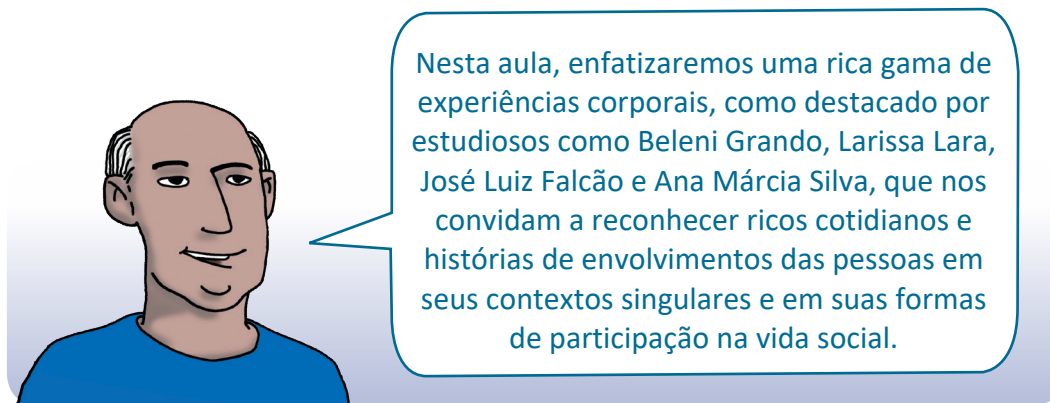 Nesta aula, enfatizaremos uma rica gama de
experiências corporais, como destacado por
estudiosos como Beleni Grando, Larissa Lara,
José Luiz Falcão e Ana Márcia Silva, que nos
convidam a reconhecer ricos cotidianos e
histórias de envolvimentos das pessoas em
seus contextos singulares e em suas formas
de participação na vida social.